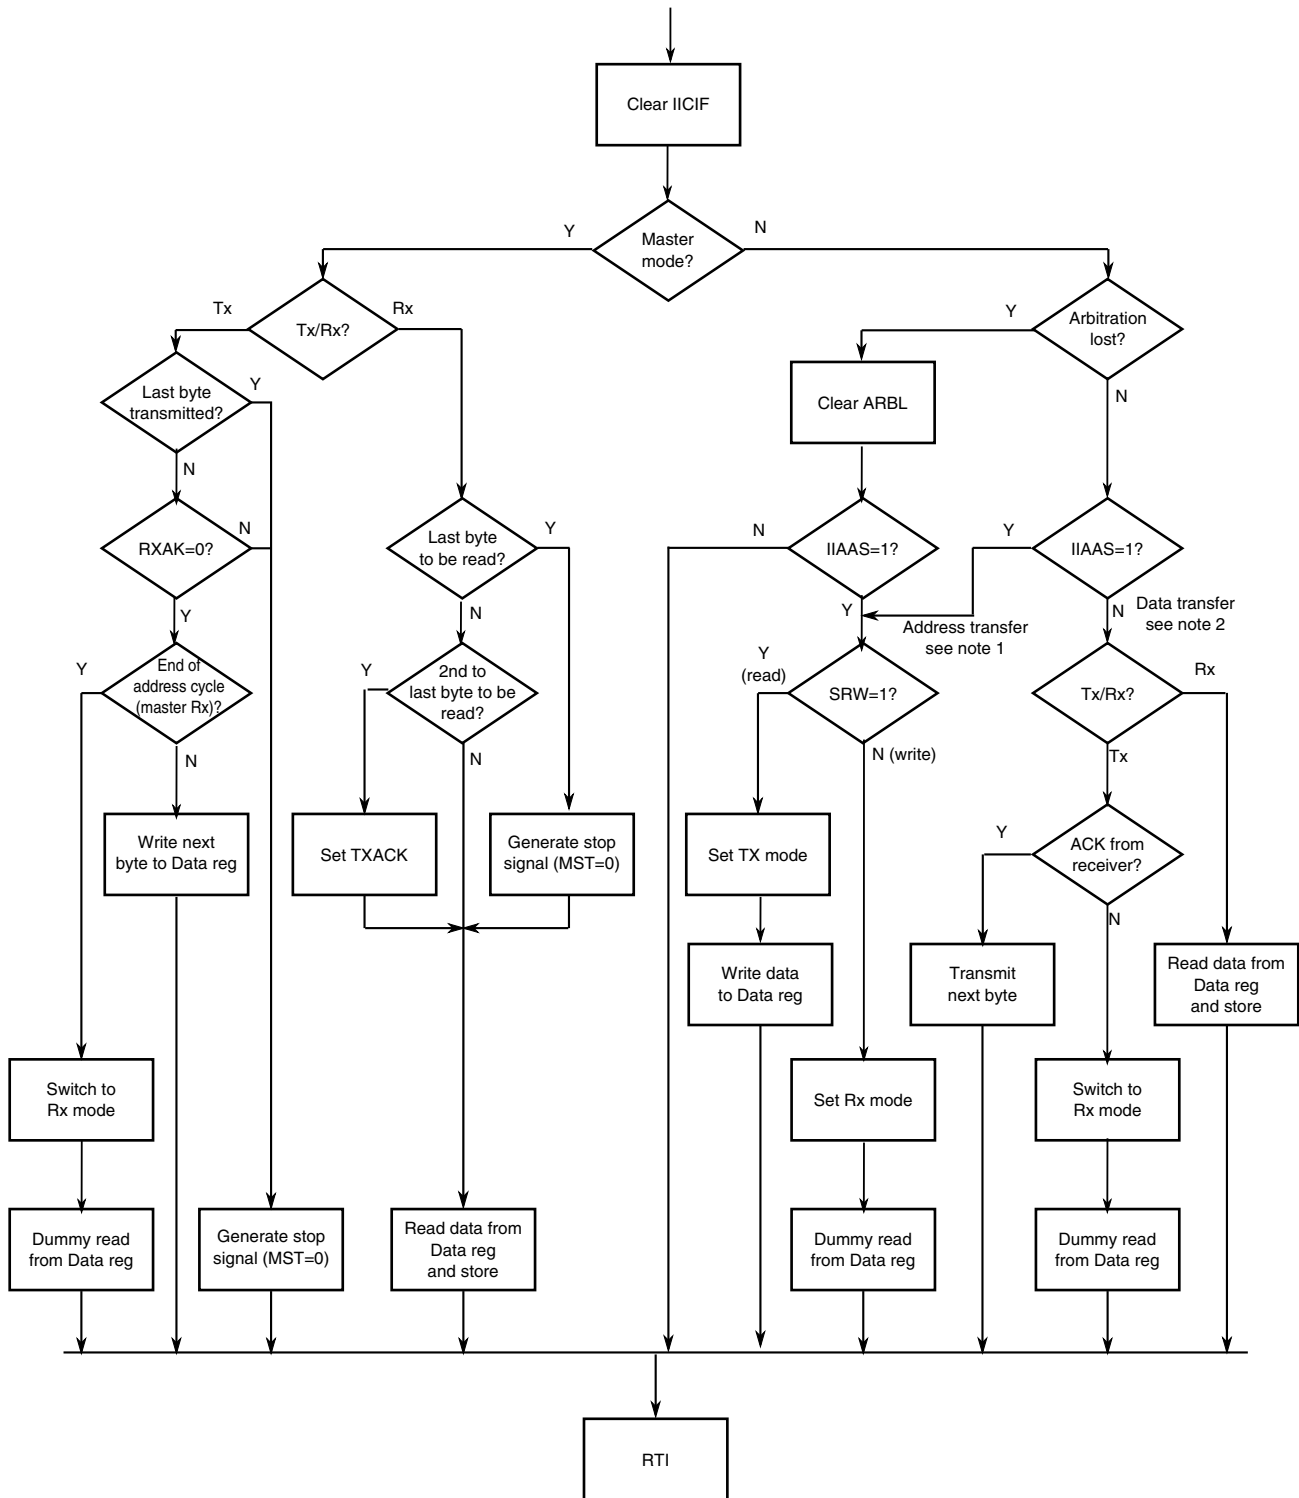 Clear IICIF
Y
N
Master
mode?
Tx
Rx
Tx/Rx?
Y
Arbitration
lost?
Last byte
transmitted?
Y
N
Clear ARBL
N
RXAK=0?
N
Y
Last byte
to be read?
Y
N
N
IIAAS=1?
Y
Y
IIAAS=1?
N
Data transfer
see note 2
Address transfer
see note 1
Y
End of
address cycle
(master Rx)?
N
Y
2nd to
last byte to be
read?
N
Y
(read)
SRW=1?
N (write)
Tx/Rx?
Rx
Tx
Write next
byte to Data reg
Set TXACK
Generate stop
signal (MST=0)
Set TX mode
Y
ACK from
receiver?
N
Write data
to Data reg
Transmit
next byte
Read data from
Data reg
and store
Switch to
Rx mode
Set Rx mode
Switch to
Rx mode
Dummy read
from Data reg
Generate stop
signal (MST=0)
Read data from
Data reg
and store
Dummy read
from Data reg
Dummy read
from Data reg
RTI